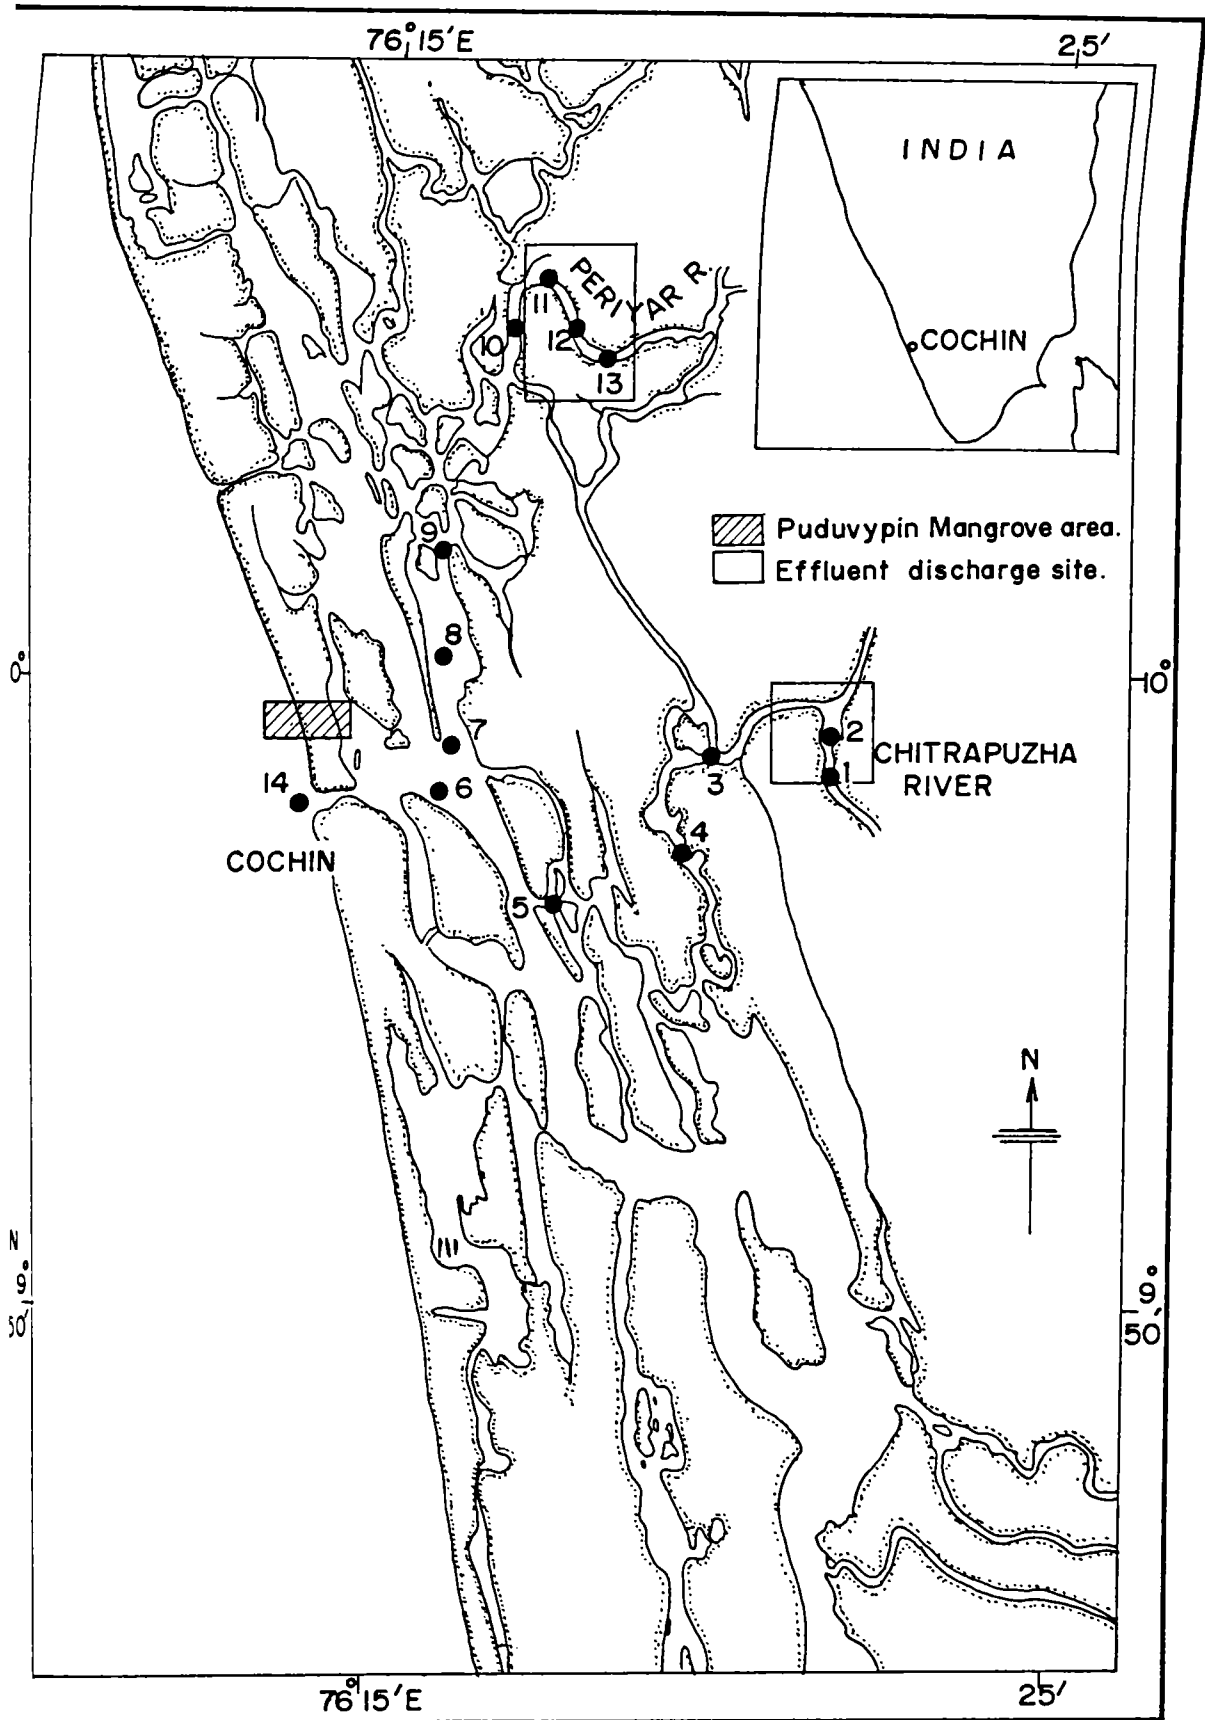 76°15'E
25'
INDIA
COCHIN
PERIYAR R.
11
10
12
13
Puduvypin Mangrove area.
Effluent discharge site.
9
8
0°
10°
7
2
CHITRAPUZHA
RIVER
3
1
14
6
4
COCHIN
5
N
N
9°
50'
9°
50'
76°15'E
25'